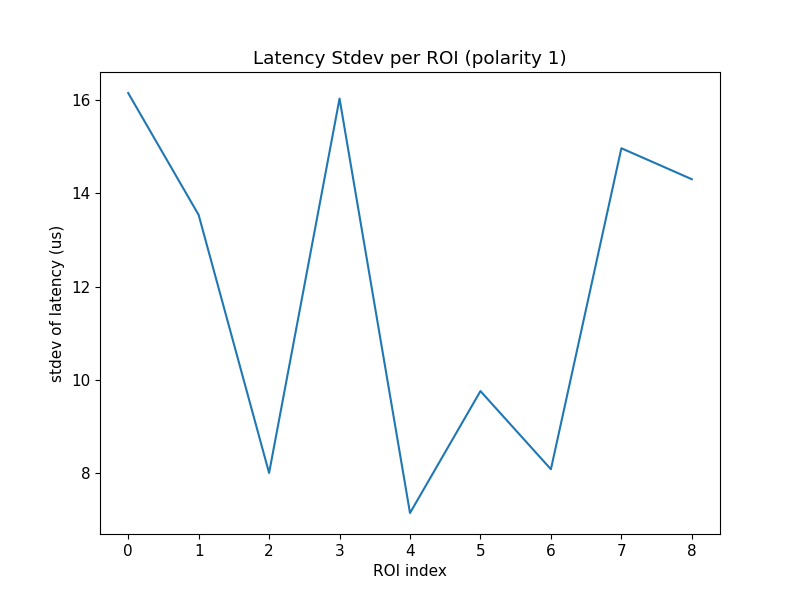 Latency Stdev per ROI (polarity 1)
16
14
12
10
8
stdev of latency (us)
0 1 2 3 4 5 6 7 8
ROI index